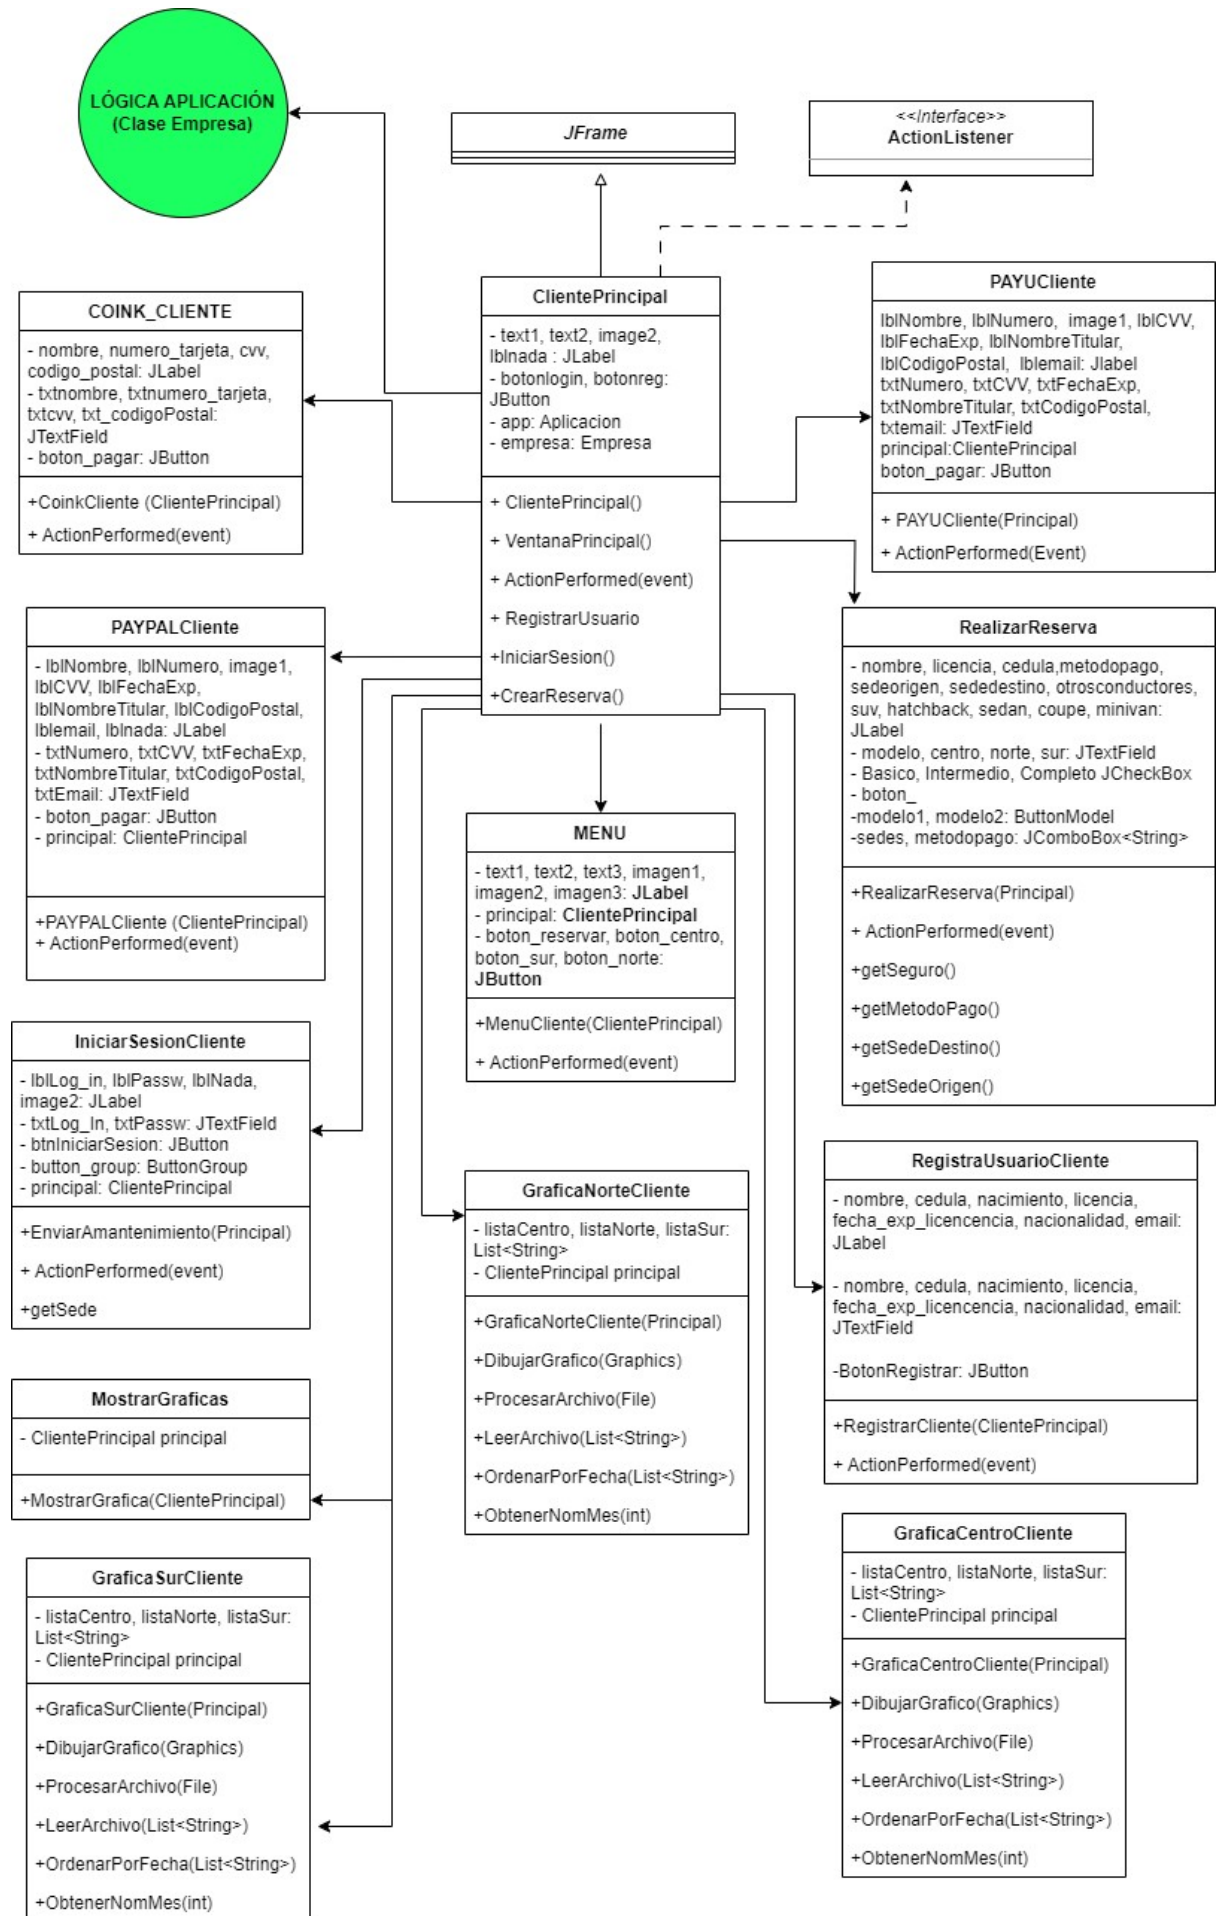 LÓGICA APLICACIÓN
(Clase Empresa)
JFrame
<<Interface>>
ActionListener
COINK_CLIENTE
- nombre, numero_tarjeta, cvv,
codigo_postal: JLabel
- txtnombre, txtnumero_tarjeta,
txtcvv, txt_codigoPostal:
JTextField
- boton_pagar: JButton
+CoinkCliente (ClientePrincipal)
+ ActionPerformed(event)
ClientePrincipal
- text1, text2, image2,
lblnada : JLabel
- botonlogin, botonreg:
JButton
- app: Aplicacion
- empresa: Empresa
+ ClientePrincipal()
+ VentanaPrincipal()
+ ActionPerformed(event)
+ RegistrarUsuario
+IniciarSesion()
+CrearReserva()
PAYUCliente
lblNombre, lblNumero,  image1, lblCVV,
lblFechaExp, lblNombreTitular,
lblCodigoPostal,  lblemail: Jlabel
txtNumero, txtCVV, txtFechaExp,
txtNombreTitular, txtCodigoPostal,
txtemail: JTextField
principal:ClientePrincipal
boton_pagar: JButton
+ PAYUCliente(Principal)
+ ActionPerformed(Event)
PAYPALCliente
- lblNombre, lblNumero, image1,
lblCVV, lblFechaExp,
lblNombreTitular, lblCodigoPostal,
lblemail, lblnada: JLabel
- txtNumero, txtCVV, txtFechaExp,
txtNombreTitular, txtCodigoPostal,
txtEmail: JTextField
- boton_pagar: JButton
- principal: ClientePrincipal
+PAYPALCliente (ClientePrincipal)
+ ActionPerformed(event)
RealizarReserva
- nombre, licencia, cedula,metodopago,
sedeorigen, sededestino, otrosconductores,
suv, hatchback, sedan, coupe, minivan:
JLabel
- modelo, centro, norte, sur: JTextField
- Basico, Intermedio, Completo JCheckBox
- boton_
-modelo1, modelo2: ButtonModel
-sedes, metodopago: JComboBox<String>
+RealizarReserva(Principal)
+ ActionPerformed(event)
+getSeguro()
+getMetodoPago()
+getSedeDestino()
+getSedeOrigen()
MENU
- text1, text2, text3, imagen1,
imagen2, imagen3: JLabel
- principal: ClientePrincipal
- boton_reservar, boton_centro,
boton_sur, boton_norte:
JButton
+MenuCliente(ClientePrincipal)
+ ActionPerformed(event)
IniciarSesionCliente
- lblLog_in, lblPassw, lblNada,
image2: JLabel
- txtLog_In, txtPassw: JTextField
- btnIniciarSesion: JButton
- button_group: ButtonGroup
- principal: ClientePrincipal
+EnviarAmantenimiento(Principal)
+ ActionPerformed(event)
+getSede
GraficaNorteCliente
- listaCentro, listaNorte, listaSur:
List<String>
- ClientePrincipal principal
+GraficaNorteCliente(Principal)
+DibujarGrafico(Graphics)
+ProcesarArchivo(File)
+LeerArchivo(List<String>)
+OrdenarPorFecha(List<String>)
+ObtenerNomMes(int)
RegistraUsuarioCliente
- nombre, cedula, nacimiento, licencia,
fecha_exp_licencencia, nacionalidad, email:
JLabel
- nombre, cedula, nacimiento, licencia,
fecha_exp_licencencia, nacionalidad, email:
JTextField
-BotonRegistrar: JButton
+RegistrarCliente(ClientePrincipal)
+ ActionPerformed(event)
MostrarGraficas
- ClientePrincipal principal
+MostrarGrafica(ClientePrincipal)
GraficaSurCliente
- listaCentro, listaNorte, listaSur:
List<String>
- ClientePrincipal principal
+GraficaSurCliente(Principal)
+DibujarGrafico(Graphics)
+ProcesarArchivo(File)
+LeerArchivo(List<String>)
+OrdenarPorFecha(List<String>)
+ObtenerNomMes(int)
GraficaCentroCliente
- listaCentro, listaNorte, listaSur:
List<String>
- ClientePrincipal principal
+GraficaCentroCliente(Principal)
+DibujarGrafico(Graphics)
+ProcesarArchivo(File)
+LeerArchivo(List<String>)
+OrdenarPorFecha(List<String>)
+ObtenerNomMes(int)